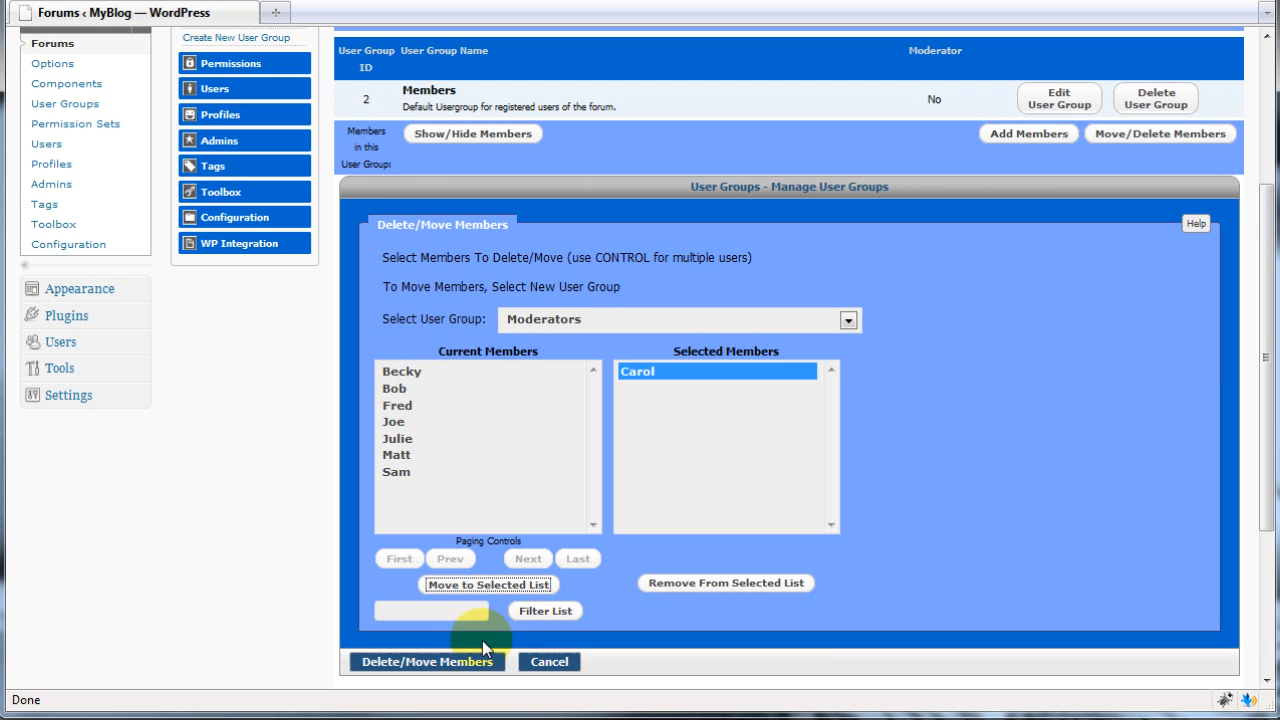 Forums ‹ MyBlog — WordPress
Forums
Options
Components
User Groups
Permission Sets
Users
Profiles
Admins
Tags
Toolbox
Configuration
Appearance
Plugins
Users
Tools
Settings
Create New User Group
Permissions
Users
Profiles
Admins
Tags
Toolbox
Configuration
WP Integration
User Group ID User Group Name Moderator
2 Members No Edit User Group Delete User Group
Default Usergroup for registered users of the forum.
Members in this User Group: Show/Hide Members Add Members Move/Delete Members
User Groups - Manage User Groups
Delete/Move Members Help
Select Members To Delete/Move (use CONTROL for multiple users)
To Move Members, Select New User Group
Select User Group: Moderators
Current Members Selected Members
Becky Carol
Bob
Fred
Joe
Julie
Matt
Sam
Paging Controls
First Prev Next Last
Move to Selected List Remove From Selected List
Filter List
Delete/Move Members Cancel
Done